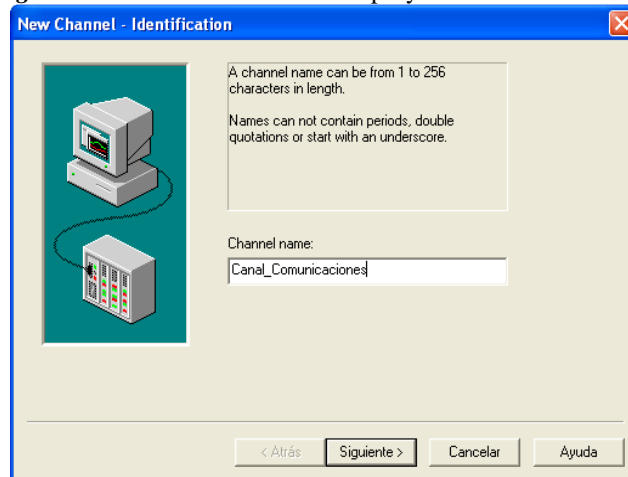 New Channel - Identification
A channel name can be from 1 to 256
characters in length.
Names can not contain periods, double
quotations or start with an underscore.
Channel name:
Canal_Comunicaciones
< Atrás Siguiente > Cancelar Ayuda